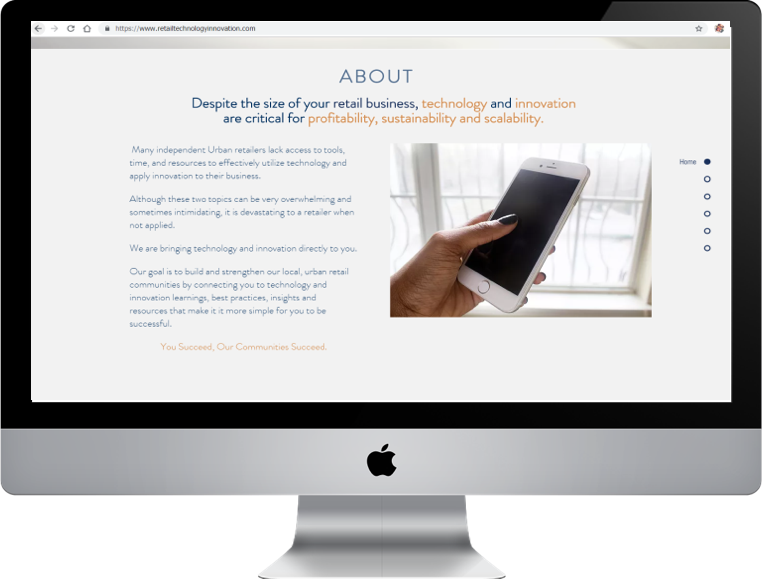 https://www.retailtechnologyinnovation.com
ABOUT
Despite the size of your retail business, technology and innovation
are critical for profitability, sustainability and scalability.
Many independent Urban retailers lack access to tools,
time, and resources to effectively utilize technology and
apply innovation to their business.
Although these two topics can be very overwhelming and
sometimes intimidating, it is devastating to a retailer when
not applied.
We are bringing technology and innovation directly to you.
Our goal is to build and strengthen our local, urban retail
communities by connecting you to technology and
innovation learnings, best practices, insights and
resources that make it it more simple for you to be
successful.
You Succeed, Our Communities Succeed.
Home